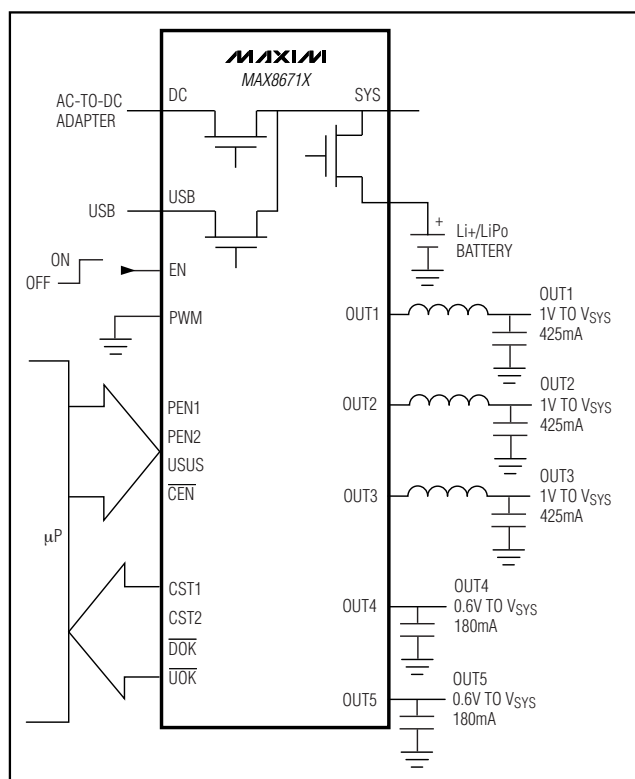 MAXIM
MAX8671X
AC-TO-DC
ADAPTER
DC
SYS
USB
USB
+
Li+/LiPo
BATTERY
ON
OFF
EN
PWM
OUT1
OUT1
1V TO VSYS
425mA
OUT2
OUT2
1V TO VSYS
425mA
OUT3
OUT3
1V TO VSYS
425mA
µP
PEN1
PEN2
USUS
CEN
CST1
CST2
DOK
UOK
OUT4
OUT4
0.6V TO VSYS
180mA
OUT5
OUT5
0.6V TO VSYS
180mA